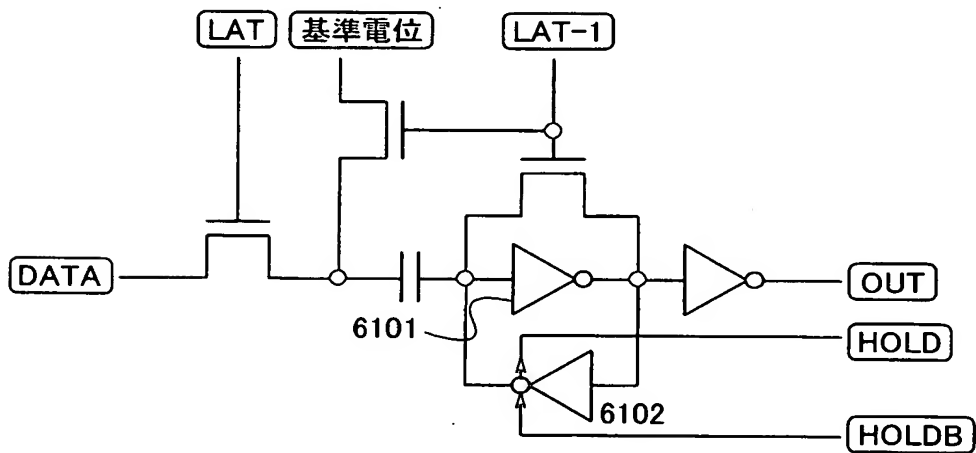 LAT
基準電位
LAT-1
DATA
6101
OUT
HOLD
6102
HOLDB